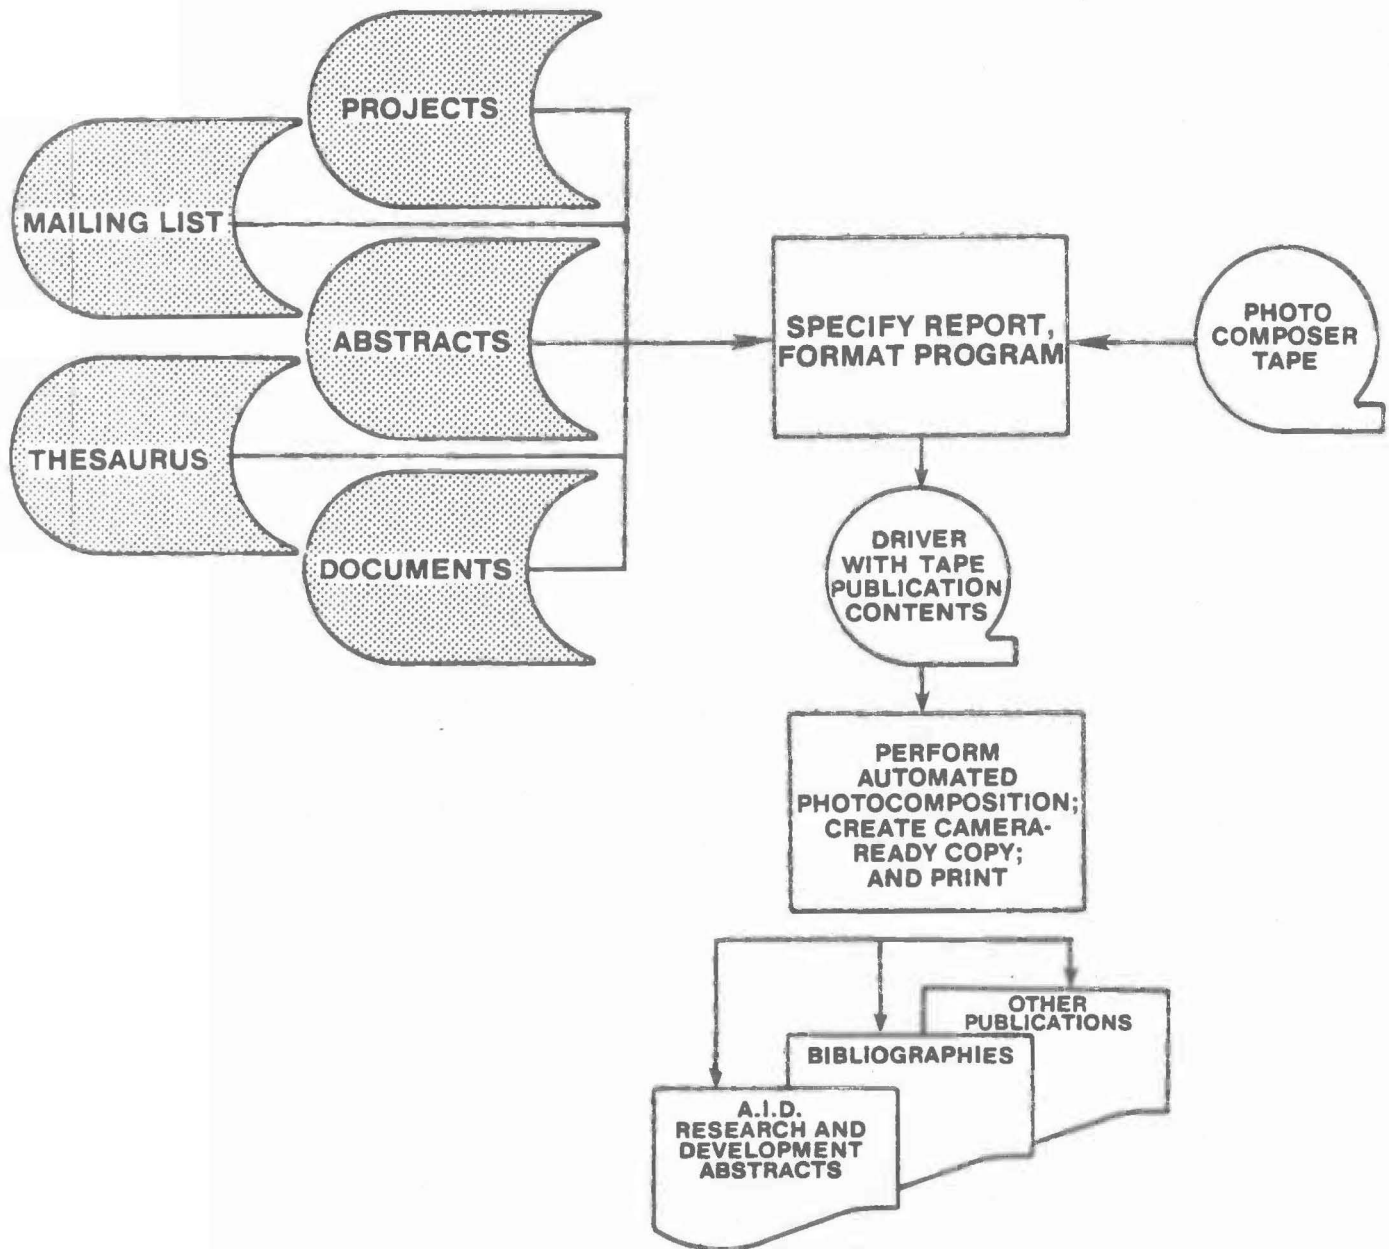 PROJECTS
MAILING LIST
ABSTRACTS
THESAURUS
DOCUMENTS
SPECIFY REPORT,
FORMAT PROGRAM
PHOTO
COMPOSER
TAPE
DRIVER
WITH TAPE
PUBLICATION
CONTENTS
PERFORM
AUTOMATED
PHOTOCOMPOSITION;
CREATE CAMERA-
READY COPY;
AND PRINT
OTHER
PUBLICATIONS
BIBLIOGRAPHIES
A.I.D.
RESEARCH AND
DEVELOPMENT
ABSTRACTS